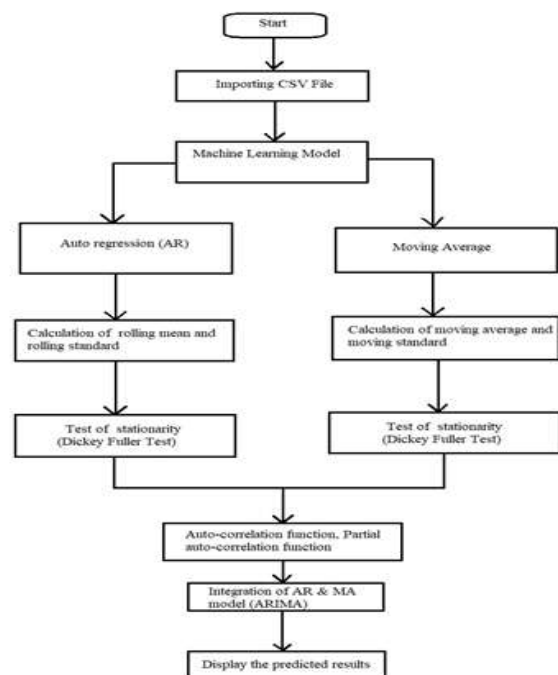 Start
Importing CSV File
Machine Learning Model
Auto regression (AR)
Moving Average
Calculation of rolling mean and
rolling standard
Calculation of moving average and
moving standard
Test of stationarity
(Dickey Fuller Test)
Test of stationarity
(Dickey Fuller Test)
Auto-correlation function, Partial
auto-correlation function
Integration of AR & MA
model (ARIMA)
Display the predicted results